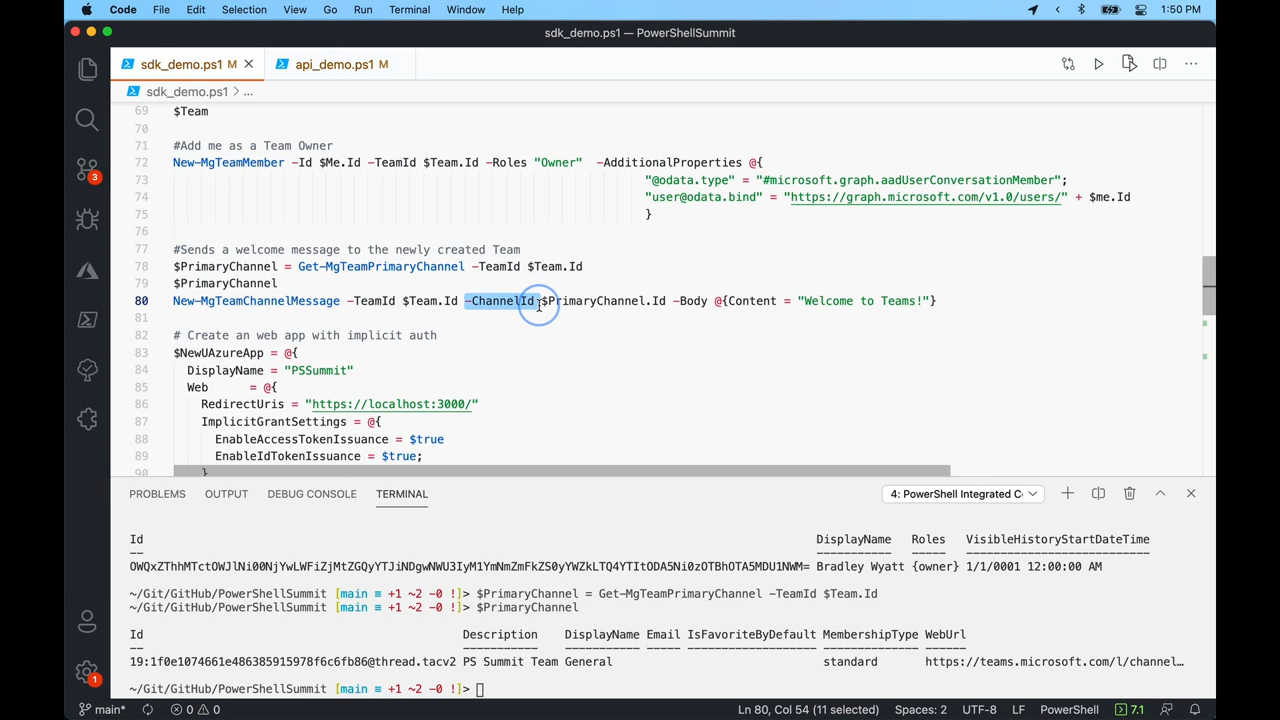 Code File Edit Selection View Go Run Terminal Window Help 1:50 PM
sdk_demo.ps1 — PowerShellSummit
sdk_demo.ps1 M api_demo.ps1 M
sdk_demo.ps1 > ...
69 $Team
70
71 #Add me as a Team Owner
72 New-MgTeamMember -Id $Me.Id -TeamId $Team.Id -Roles "Owner" -AdditionalProperties @{
73 "@odata.type" = "#microsoft.graph.aadUserConversationMember";
74 "user@odata.bind" = "https://graph.microsoft.com/v1.0/users/" + $me.Id
75 }
76
77 #Sends a welcome message to the newly created Team
78 $PrimaryChannel = Get-MgTeamPrimaryChannel -TeamId $Team.Id
79 $PrimaryChannel
80 New-MgTeamChannelMessage -TeamId $Team.Id -ChannelId $PrimaryChannel.Id -Body @{Content = "Welcome to Teams!"}
81
82 # Create an web app with implicit auth
83 $NewUAzureApp = @{
84 DisplayName = "PSSummit"
85 Web = @{
86 RedirectUris = "https://localhost:3000/"
87 ImplicitGrantSettings = @{
88 EnableAccessTokenIssuance = $true
89 EnableIdTokenIssuance = $true;
90 }
3
PROBLEMS OUTPUT DEBUG CONSOLE TERMINAL 4: PowerShell Integrated C
Id DisplayName Roles VisibleHistoryStartDateTime
-- ----------- ----- ---------------------------
OWQxZThhMTctOWJlNi00NjYwLWFiZjMtZGQyYTJiNDgwNWU3IyM1YmNmZmFkZS0yYWZkLTQ4YTItODA5Ni0zOTBhOTA5MDU1NWM= Bradley Wyatt {owner} 1/1/0001 12:00:00 AM
~/Git/GitHub/PowerShellSummit [main ≡ +1 ~2 -0 !]> $PrimaryChannel = Get-MgTeamPrimaryChannel -TeamId $Team.Id
~/Git/GitHub/PowerShellSummit [main ≡ +1 ~2 -0 !]> $PrimaryChannel
Id Description DisplayName Email IsFavoriteByDefault MembershipType WebUrl
-- ----------- ----------- ----- ------------------- -------------- ------
19:1f0e1074661e486385915978f6c6fb86@thread.tacv2 PS Summit Team General standard https://teams.microsoft.com/l/channel…
~/Git/GitHub/PowerShellSummit [main ≡ +1 ~2 -0 !]>
1
main* 0 0 Ln 80, Col 54 (11 selected) Spaces: 2 UTF-8 LF PowerShell 7.1